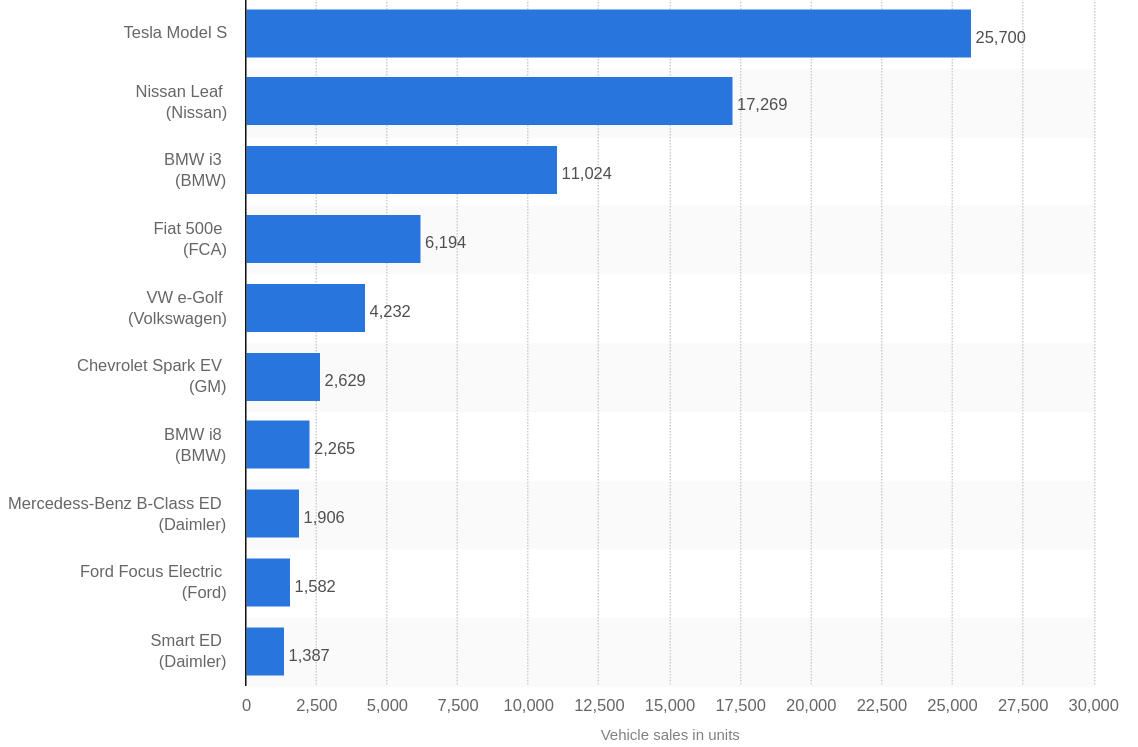 Tesla Model S
25,700
Nissan Leaf
(Nissan)
17,269
BMW i3
(BMW)
11,024
Fiat 500e
(FCA)
6,194
VW e-Golf
(Volkswagen)
4,232
Chevrolet Spark EV
(GM)
2,629
BMW i8
(BMW)
2,265
Mercedess-Benz B-Class ED
(Daimler)
1,906
Ford Focus Electric
(Ford)
1,582
Smart ED
(Daimler)
1,387
0 2,500 5,000 7,500 10,000 12,500 15,000 17,500 20,000 22,500 25,000 27,500 30,000
Vehicle sales in units